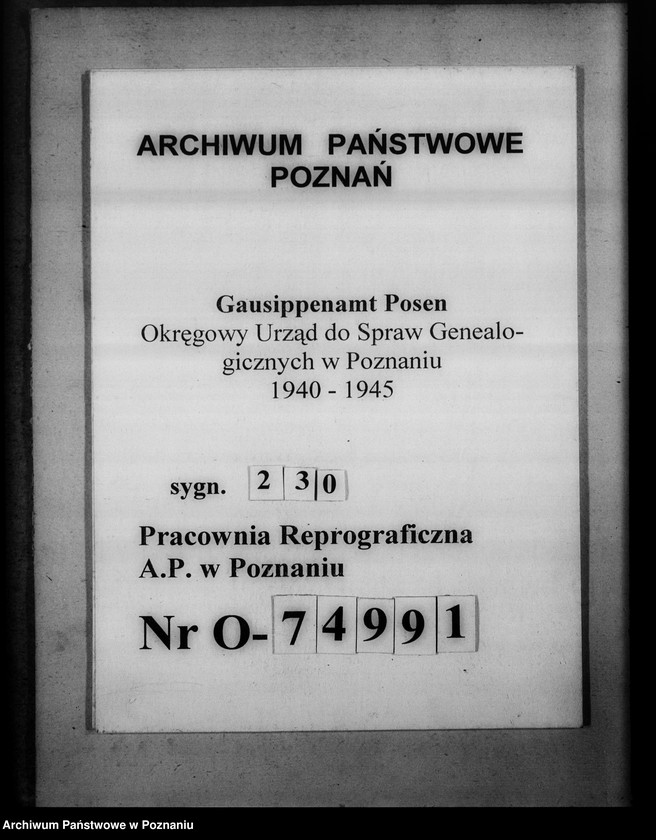 ARCHIWUM PAŃSTWOWE
POZNAŃ
Gausippenamt Posen
Okręgowy Urząd do Spraw Genealo-
gicznych w Poznaniu
1940 - 1945
sygn. 230
Pracownia Reprograficzna
A.P. w Poznaniu
Nr O-74991
Archiwum Państwowe w Poznaniu